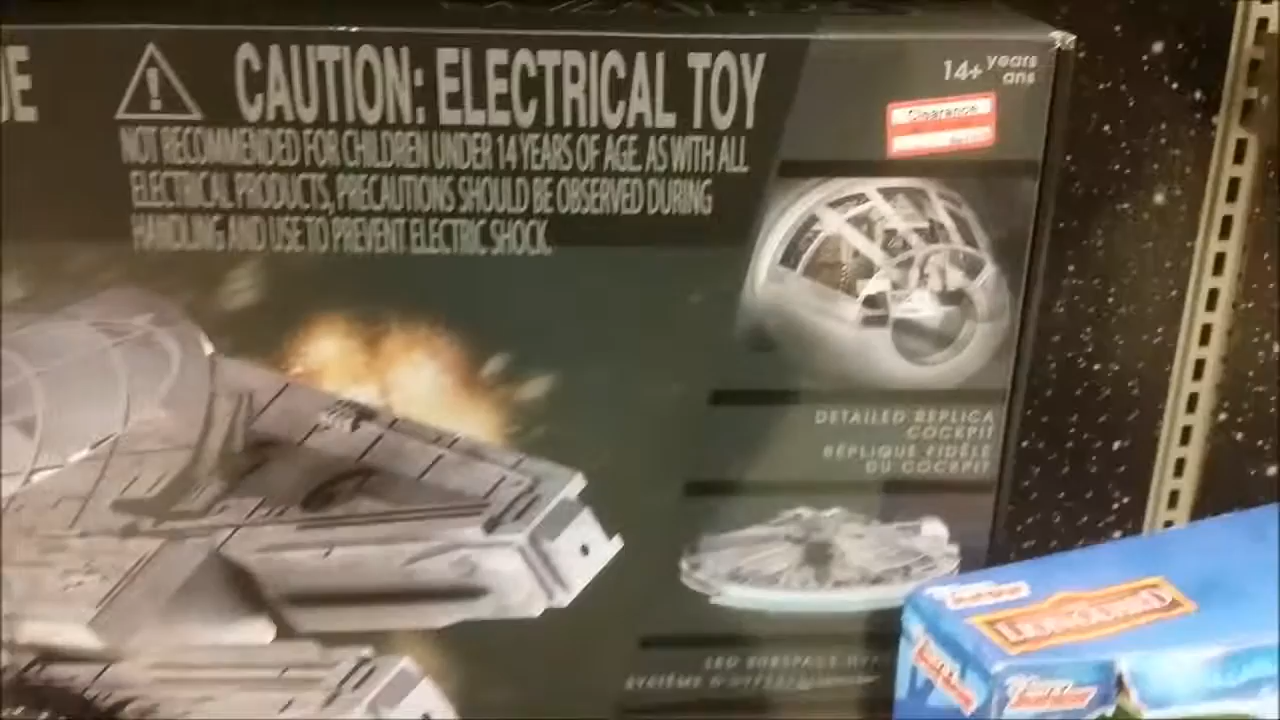 CAUTION: ELECTRICAL TOY
NOT RECOMMENDED FOR CHILDREN UNDER 14 YEARS OF AGE. AS WITH ALL
ELECTRICAL PRODUCTS, PRECAUTIONS SHOULD BE OBSERVED DURING
HANDLING AND USE TO PREVENT ELECTRIC SHOCK.
14+ years
ans
Clearance
DETAILED REPLICA
COCKPIT
RÉPLIQUE FIDÈLE
DU COCKPIT